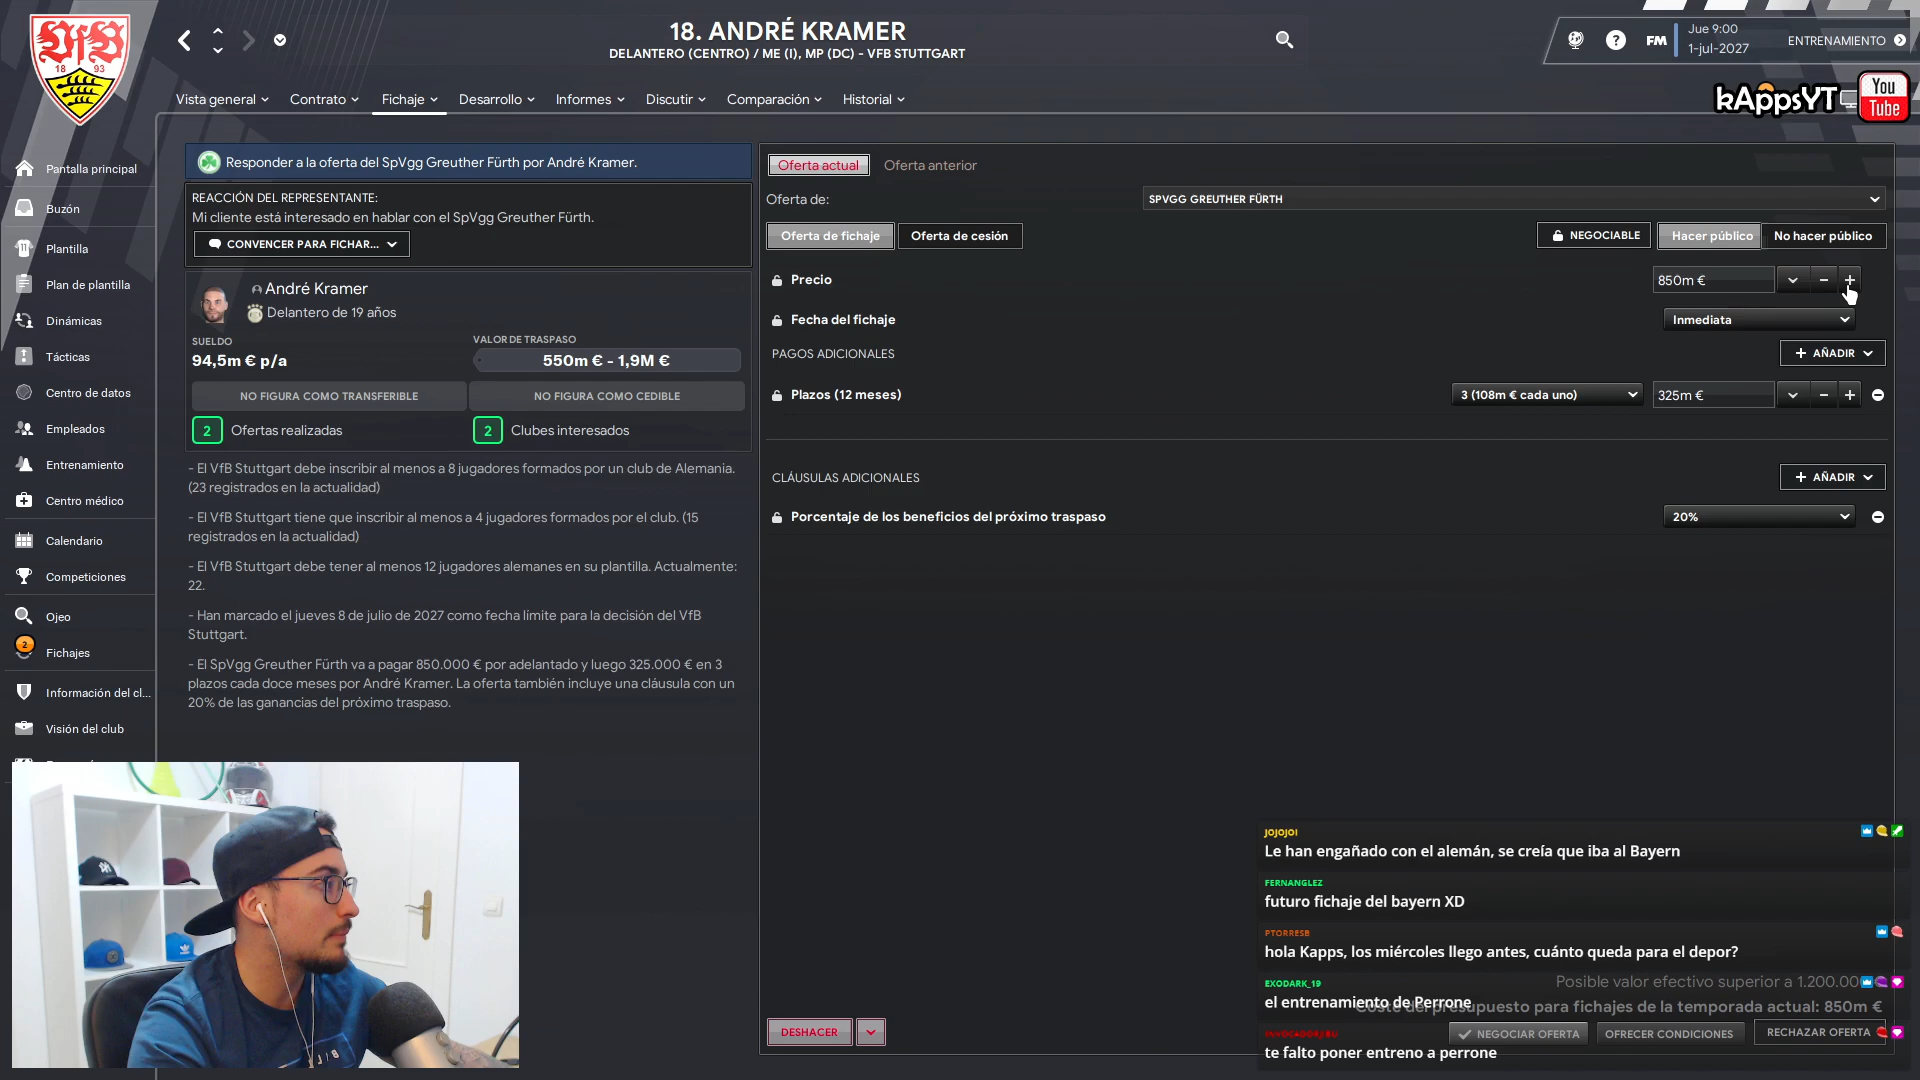 18. ANDRÉ KRAMER
DELANTERO (CENTRO) / ME (I), MP (DC) - VFB STUTTGART
FM
Jue 9:00
1-jul-2027
ENTRENAMIENTO
VfB
18 93
Vista general
Contrato
Fichaje
Desarrollo
Informes
Discutir
Comparación
Historial
kAppsYT
You
Tube
Pantalla principal
Buzón
Plantilla
Plan de plantilla
Dinámicas
Tácticas
Centro de datos
Empleados
Entrenamiento
Centro médico
Calendario
Competiciones
Ojeo
2
Fichajes
Información del cl...
Visión del club
Responder a la oferta del SpVgg Greuther Fürth por André Kramer.
REACCIÓN DEL REPRESENTANTE:
Mi cliente está interesado en hablar con el SpVgg Greuther Fürth.
CONVENCER PARA FICHAR...
André Kramer
Delantero de 19 años
SUELDO
94,5m € p/a
VALOR DE TRASPASO
550m € - 1,9M €
NO FIGURA COMO TRANSFERIBLE
NO FIGURA COMO CEDIBLE
2 Ofertas realizadas
2 Clubes interesados
- El VfB Stuttgart debe inscribir al menos a 8 jugadores formados por un club de Alemania.
(23 registrados en la actualidad)
- El VfB Stuttgart tiene que inscribir al menos a 4 jugadores formados por el club. (15
registrados en la actualidad)
- El VfB Stuttgart debe tener al menos 12 jugadores alemanes en su plantilla. Actualmente:
22.
- Han marcado el jueves 8 de julio de 2027 como fecha límite para la decisión del VfB
Stuttgart.
- El SpVgg Greuther Fürth va a pagar 850.000 € por adelantado y luego 325.000 € en 3
plazos cada doce meses por André Kramer. La oferta también incluye una cláusula con un
20% de las ganancias del próximo traspaso.
Oferta actual
Oferta anterior
Oferta de:
SPVGG GREUTHER FÜRTH
Oferta de fichaje
Oferta de cesión
NEGOCIABLE
Hacer público
No hacer público
Precio
850m €
Fecha del fichaje
Inmediata
PAGOS ADICIONALES
AÑADIR
Plazos (12 meses)
3 (108m € cada uno)
325m €
CLÁUSULAS ADICIONALES
AÑADIR
Porcentaje de los beneficios del próximo traspaso
20%
JOJOJOI
Le han engañado con el alemán, se creía que iba al Bayern
FERNANGLEZ
futuro fichaje del bayern XD
PTORRESB
hola Kapps, los miércoles llego antes, cuánto queda para el depor?
EXODARK_19
Posible valor efectivo superior a 1.200.00
el entrenamiento de Perrone
Coste del presupuesto para fichajes de la temporada actual: 850m €
te falto poner entreno a perrone
DESHACER
NEGOCIAR OFERTA
OFRECER CONDICIONES
RECHAZAR OFERTA